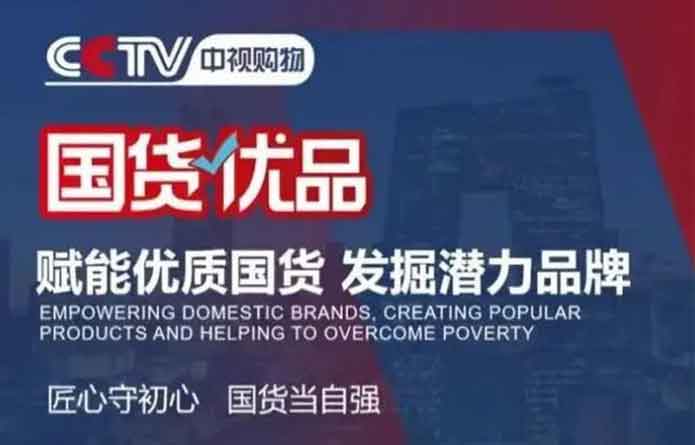 CCTV 中视购物
国货优品
赋能优质国货 发掘潜力品牌
EMPOWERING DOMESTIC BRANDS, CREATING POPULAR
PRODUCTS AND HELPING TO OVERCOME POVERTY
匠心守初心 国货当自强